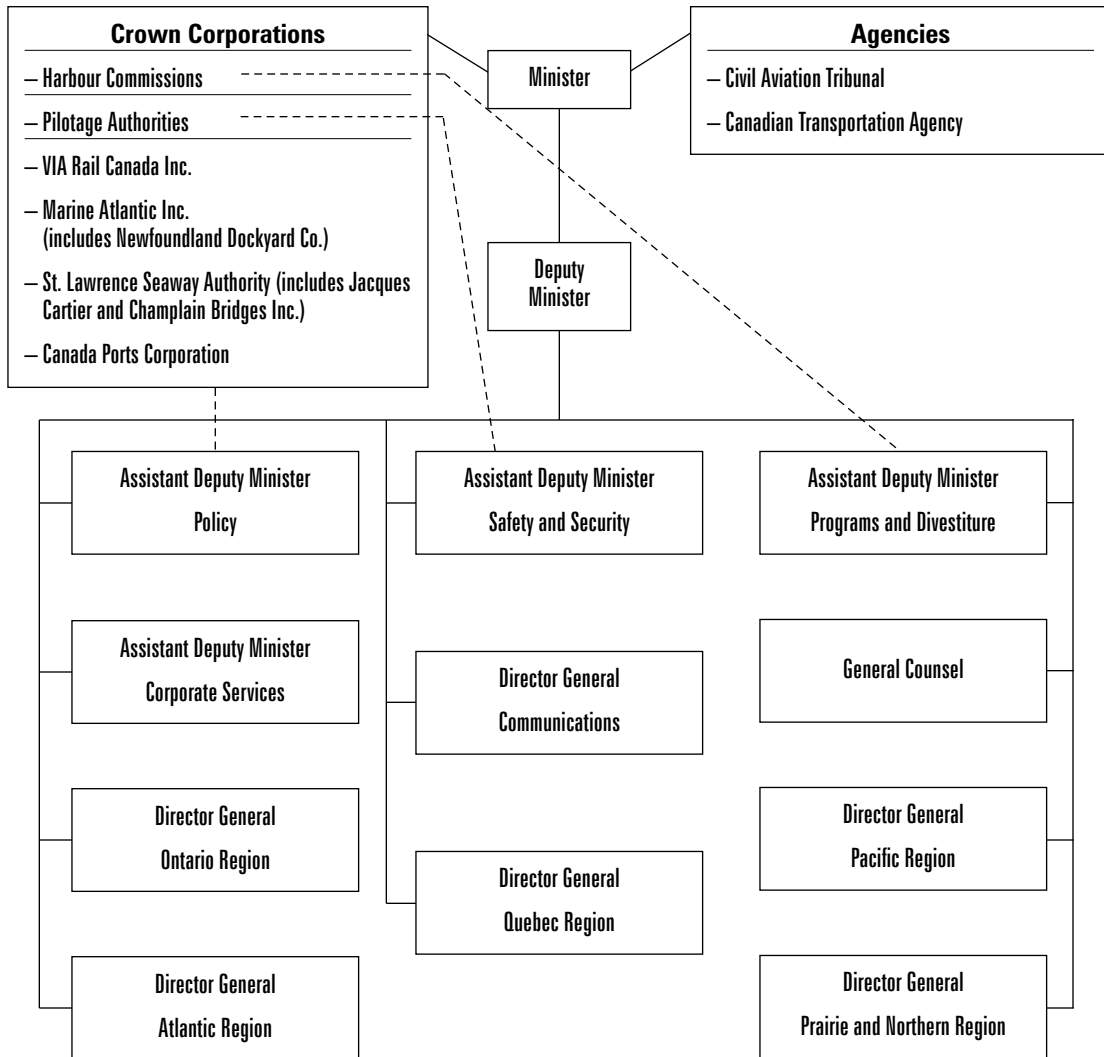 Crown Corporations
– Harbour Commissions
– Pilotage Authorities
– VIA Rail Canada Inc.
– Marine Atlantic Inc.
(includes Newfoundland Dockyard Co.)
– St. Lawrence Seaway Authority (includes Jacques
Cartier and Champlain Bridges Inc.)
– Canada Ports Corporation
Minister
Agencies
– Civil Aviation Tribunal
– Canadian Transportation Agency
Deputy
Minister
Assistant Deputy Minister
Policy
Assistant Deputy Minister
Safety and Security
Assistant Deputy Minister
Programs and Divestiture
Assistant Deputy Minister
Corporate Services
Director General
Communications
General Counsel
Director General
Ontario Region
Director General
Quebec Region
Director General
Pacific Region
Director General
Atlantic Region
Director General
Prairie and Northern Region